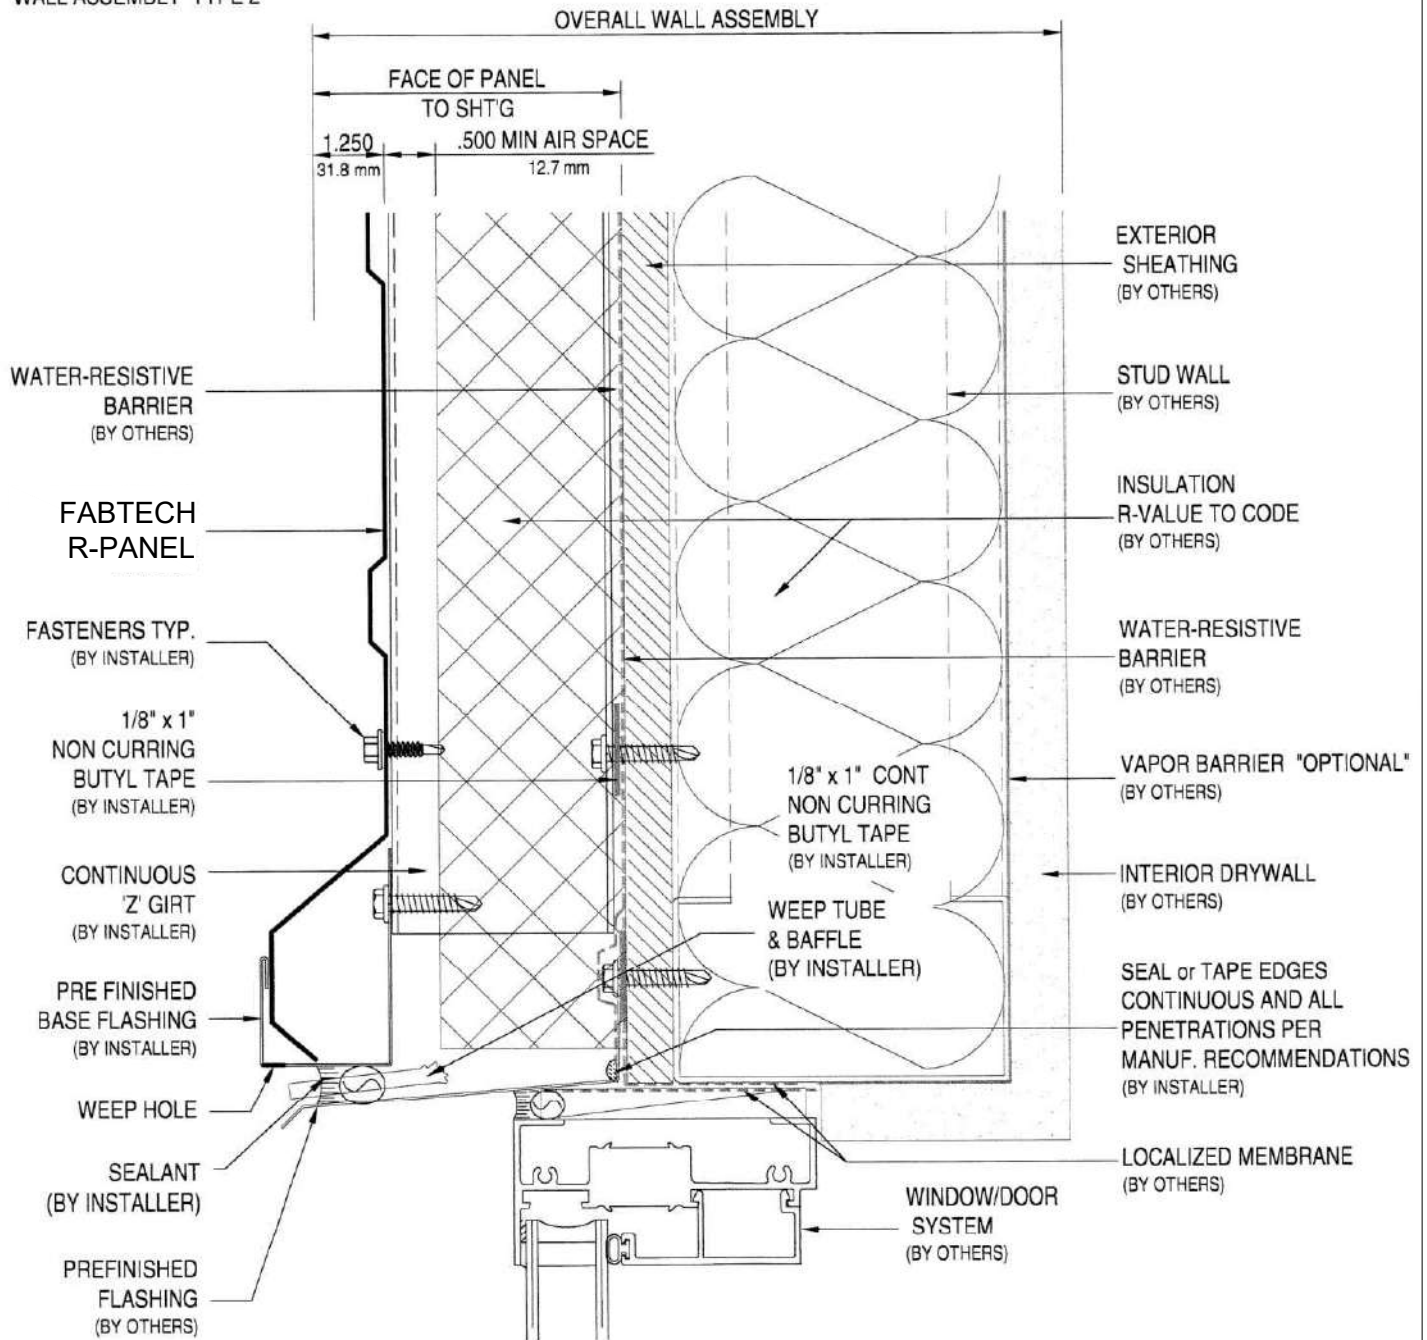 WALL ASSEMBLY TYPE 2
OVERALL WALL ASSEMBLY
FACE OF PANEL
TO SHT'G
1.250
31.8 mm
.500 MIN AIR SPACE
12.7 mm
WATER-RESISTIVE
BARRIER
(BY OTHERS)
FABTECH
R-PANEL
FASTENERS TYP.
(BY INSTALLER)
1/8" x 1"
NON CURRING
BUTYL TAPE
(BY INSTALLER)
CONTINUOUS
'Z' GIRT
(BY INSTALLER)
PRE FINISHED
BASE FLASHING
(BY INSTALLER)
WEEP HOLE
SEALANT
(BY INSTALLER)
PREFINISHED
FLASHING
(BY OTHERS)
1/8" x 1" CONT
NON CURRING
BUTYL TAPE
(BY INSTALLER)
WEEP TUBE
& BAFFLE
(BY INSTALLER)
WINDOW/DOOR
SYSTEM
(BY OTHERS)
EXTERIOR
SHEATHING
(BY OTHERS)
STUD WALL
(BY OTHERS)
INSULATION
R-VALUE TO CODE
(BY OTHERS)
WATER-RESISTIVE
BARRIER
(BY OTHERS)
VAPOR BARRIER "OPTIONAL"
(BY OTHERS)
INTERIOR DRYWALL
(BY OTHERS)
SEAL or TAPE EDGES
CONTINUOUS AND ALL
PENETRATIONS PER
MANUF. RECOMMENDATIONS
(BY INSTALLER)
LOCALIZED MEMBRANE
(BY OTHERS)